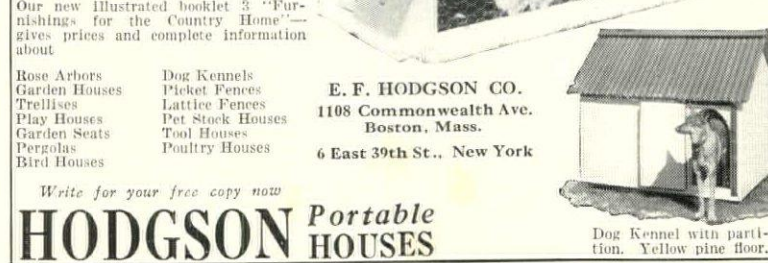 Our new illustrated booklet 3 "Fur-
nishings for the Country Home"—
gives prices and complete information
about
Rose Arbors
Garden Houses
Trellises
Play Houses
Garden Seats
Pergolas
Bird Houses
Dog Kennels
Picket Fences
Lattice Fences
Pet Stock Houses
Tool Houses
Poultry Houses
E. F. HODGSON CO.
1108 Commonwealth Ave.
Boston, Mass.
6 East 39th St., New York
Write for your free copy now
HODGSON Portable
HOUSES
Dog Kennel with parti-
tion. Yellow pine floor.